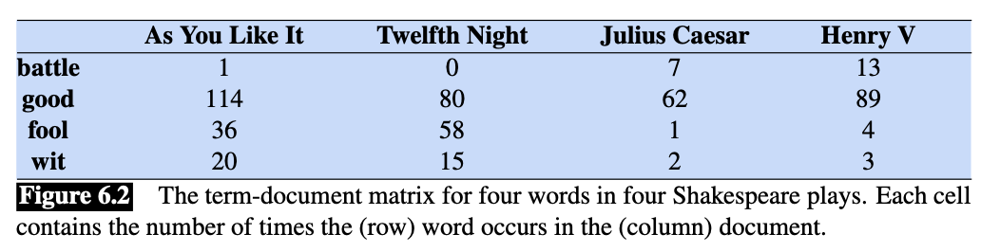 As You Like It Twelfth Night Julius Caesar Henry V
battle 1 0 7 13
good 114 80 62 89
fool 36 58 1 4
wit 20 15 2 3
Figure 6.2 The term-document matrix for four words in four Shakespeare plays. Each cell
contains the number of times the (row) word occurs in the (column) document.